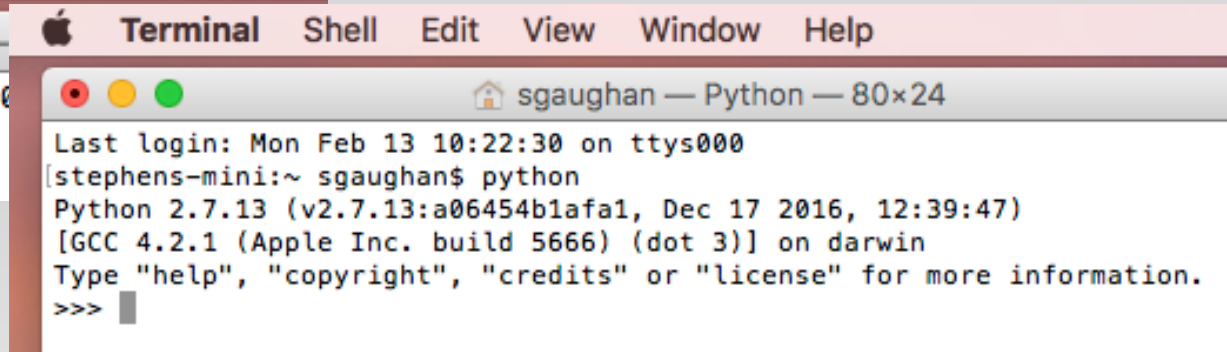 Terminal Shell Edit View Window Help
sgaughan — Python — 80×24
Last login: Mon Feb 13 10:22:30 on ttys000
[stephens-mini:~ sgaughan$ python
Python 2.7.13 (v2.7.13:a06454b1afa1, Dec 17 2016, 12:39:47)
[GCC 4.2.1 (Apple Inc. build 5666) (dot 3)] on darwin
Type "help", "copyright", "credits" or "license" for more information.
>>>